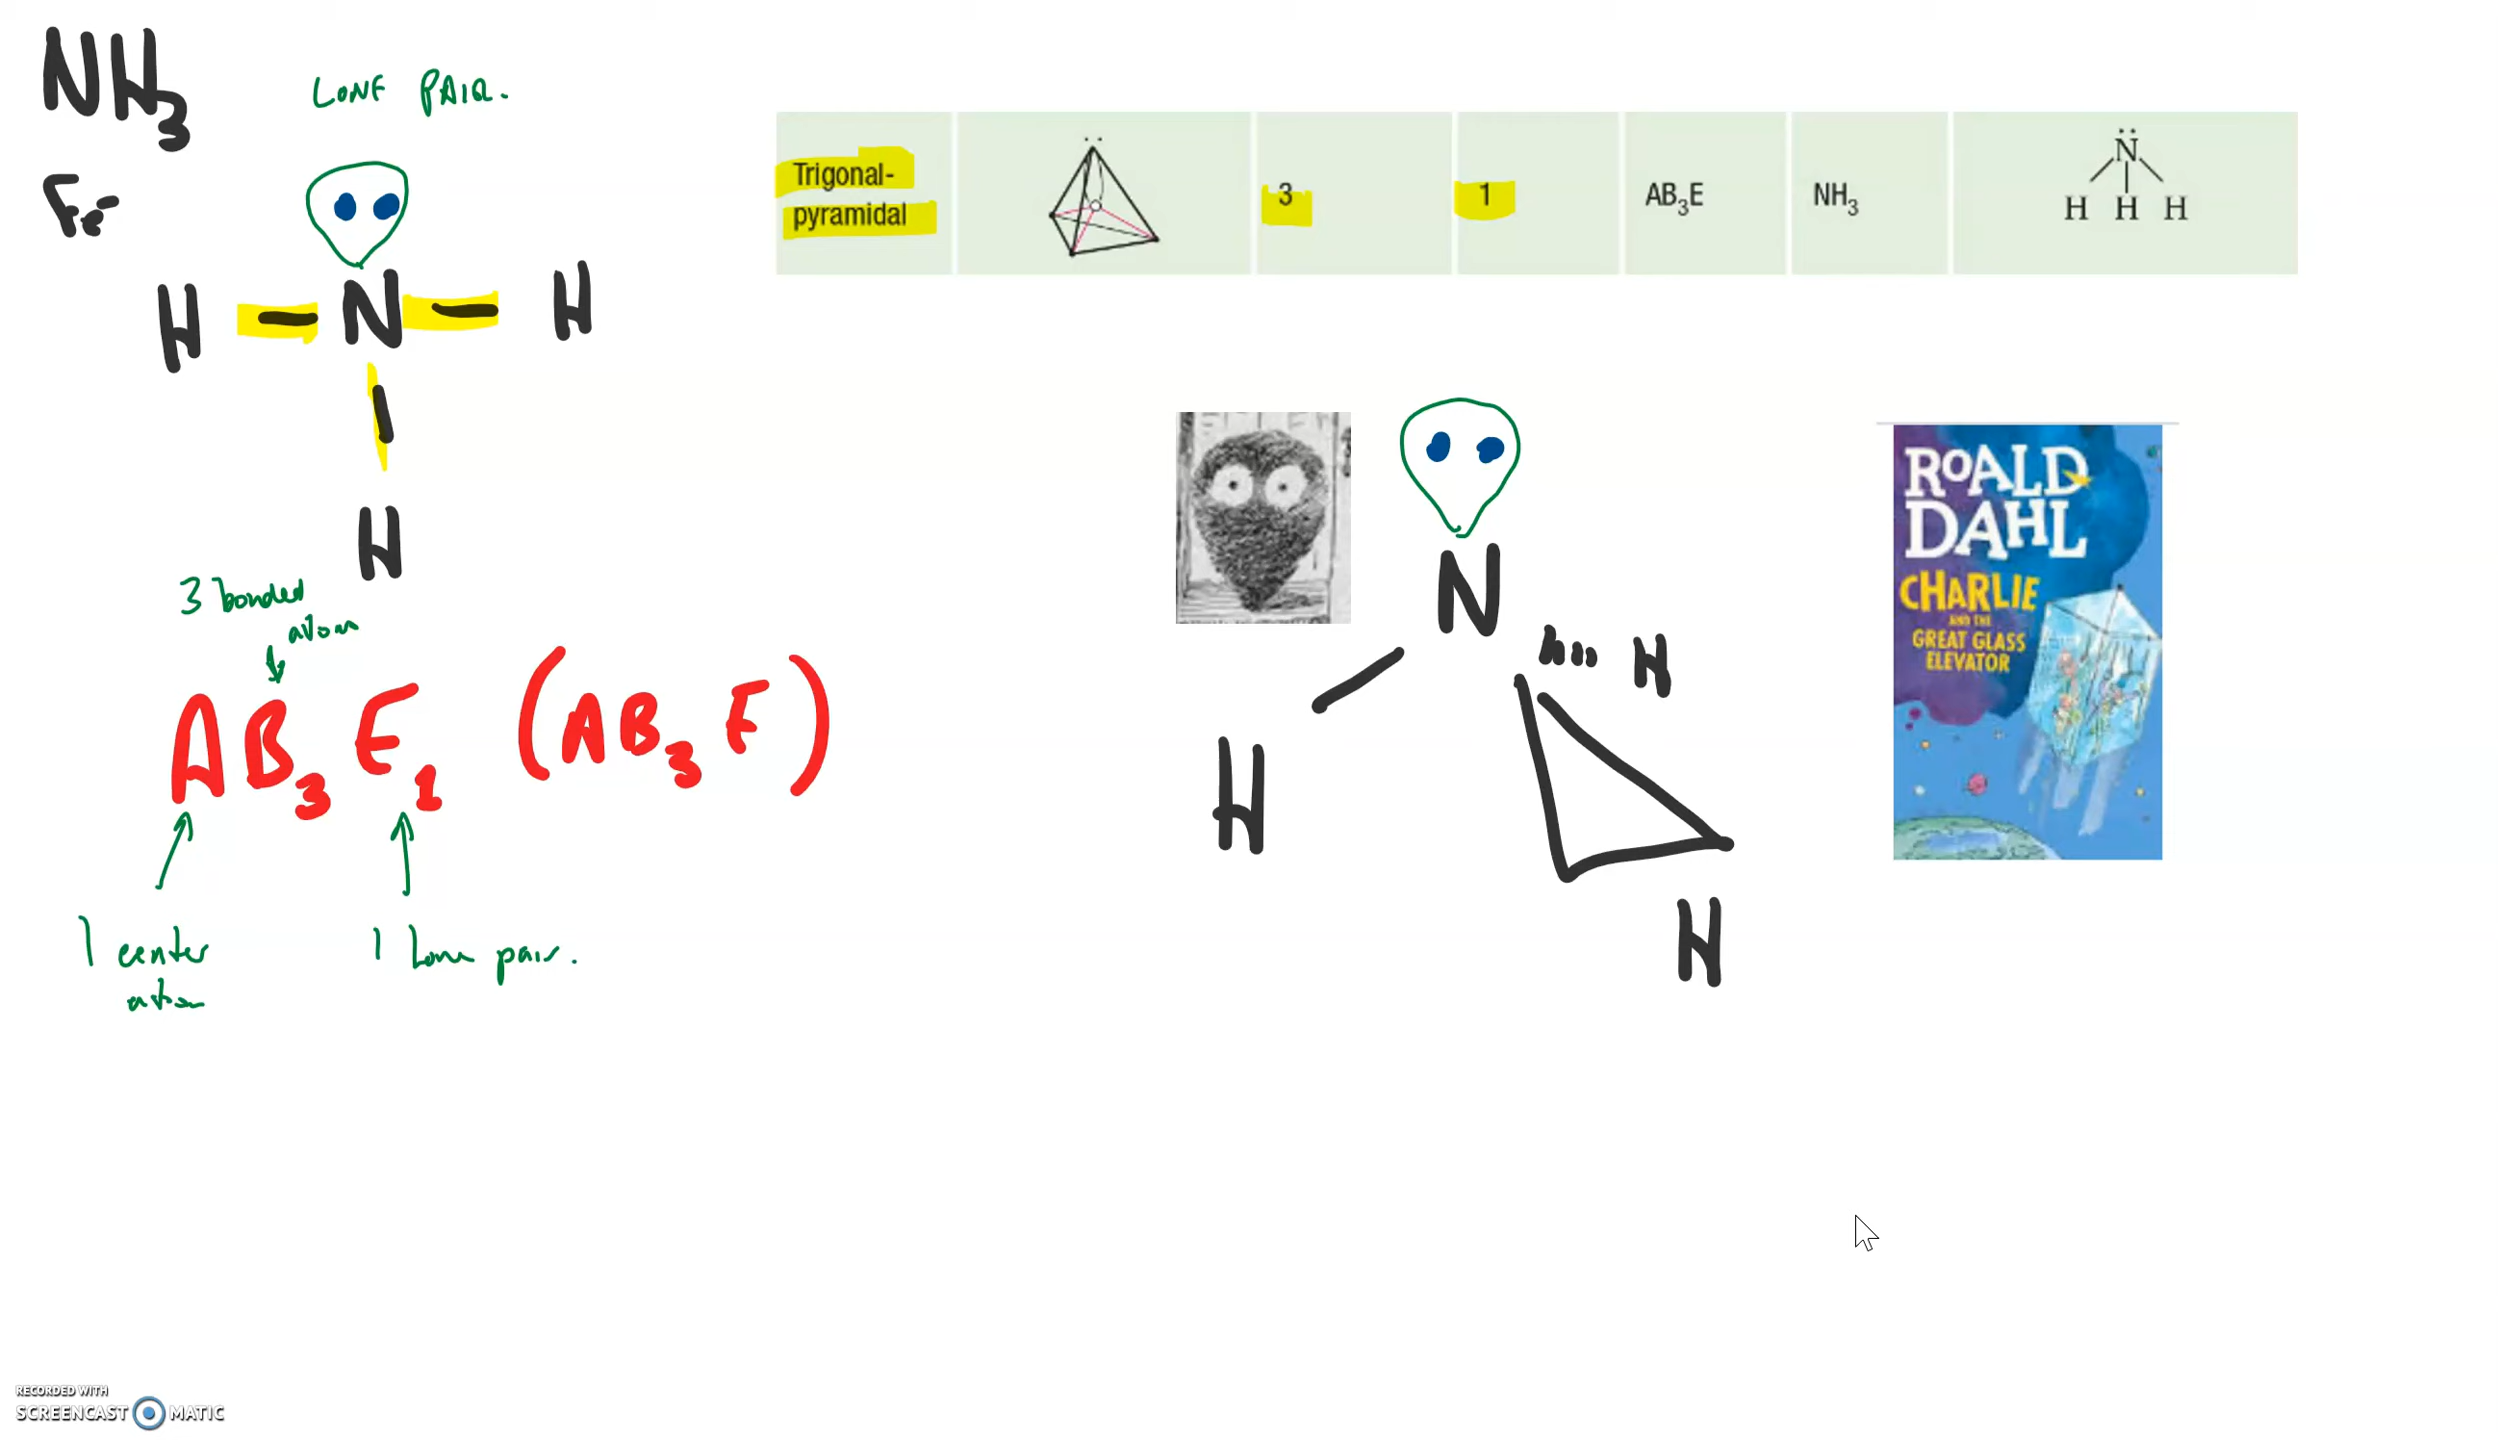 NH3
LONE PAIR.
8e-
H - N - H
H
3 bonded
atom
AB3E1 (AB3E)
1 center
atom
1 Lone pair.
Trigonal-
pyramidal
3
1
AB3E
NH3
N
H H H
N
H
H
H
ROALD
DAHL
CHARLIE
AND THE
GREAT GLASS
ELEVATOR
RECORDED WITH
SCREENCAST MATIC